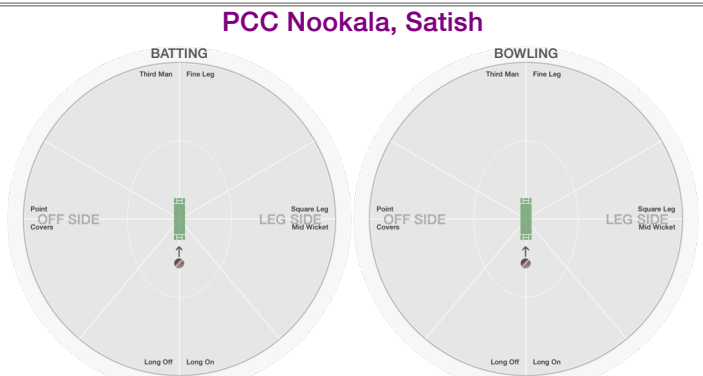 PCC Nookala, Satish
BATTING
Third Man Fine Leg
Point
OFF SIDE
Covers
Square Leg
LEG SIDE
Mid Wicket
Long Off Long On
BOWLING
Third Man Fine Leg
Point
OFF SIDE
Covers
Square Leg
LEG SIDE
Mid Wicket
Long Off Long On